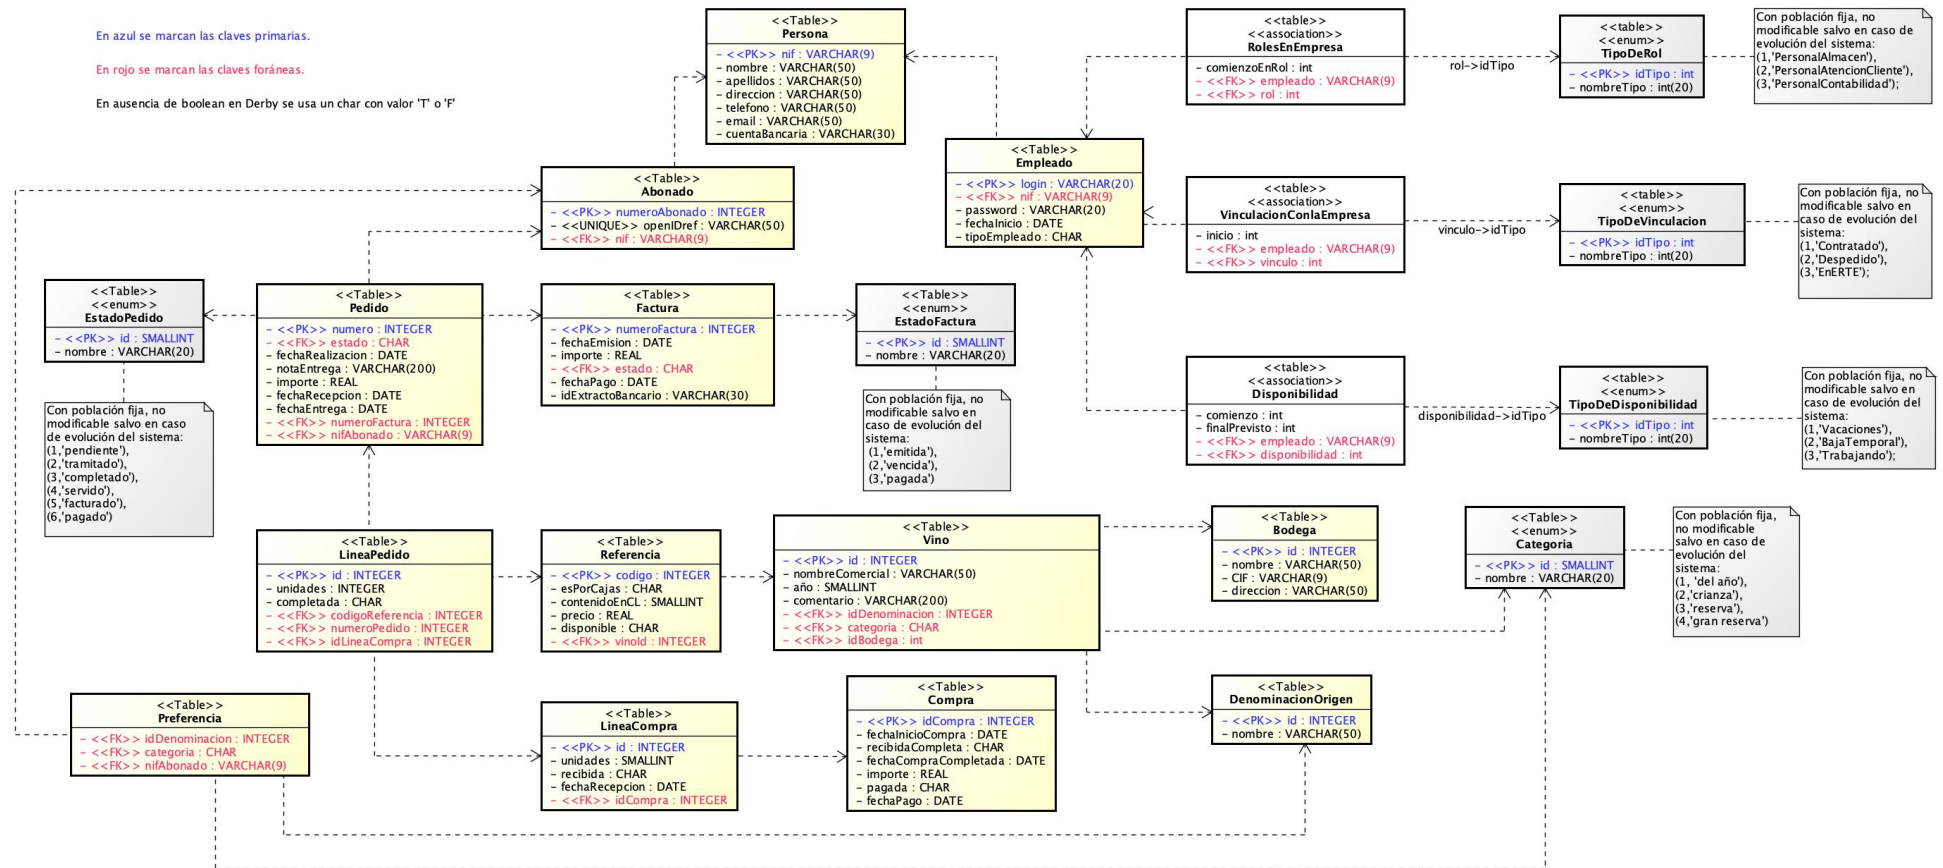 En azul se marcan las claves primarias.
En rojo se marcan las claves foráneas.
En ausencia de boolean en Derby se usa un char con valor 'T' o 'F'
<<Table>>
Persona
- <<PK>> nif : VARCHAR(9)
- nombre : VARCHAR(50)
- apellidos : VARCHAR(50)
- direccion : VARCHAR(50)
- telefono : VARCHAR(50)
- email : VARCHAR(50)
- cuentaBancaria : VARCHAR(30)
<<table>>
<<association>>
RolesEnEmpresa
- comienzoEnRol : int
- <<FK>> empleado : VARCHAR(9)
- <<FK>> rol : int
rol->idTipo
<<table>>
<<enum>>
TipoDeRol
- <<PK>> idTipo : int
- nombreTipo : int(20)
Con población fija, no
modificable salvo en caso de
evolución del sistema:
(1,'PersonalAlmacen),
(2,'PersonalAtencionCliente'),
(3,'PersonalContabilidad');
<<Table>>
Empleado
- <<PK>> login : VARCHAR(20)
- <<FK>> nif : VARCHAR(9)
- password : VARCHAR(20)
- fechaInicio : DATE
- tipoEmpleado : CHAR
<<Table>>
Abonado
- <<PK>> numeroAbonado : INTEGER
- <<UNIQUE>> openIDref : VARCHAR(50)
- <<FK>> nif : VARCHAR(9)
<<table>>
<<association>>
VinculacionConlaEmpresa
- inicio : int
- <<FK>> empleado : VARCHAR(9)
- <<FK>> vinculo : int
vinculo->idTipo
<<table>>
<<enum>>
TipoDeVinculacion
- <<PK>> idTipo : int
- nombreTipo : int(20)
Con población fija, no
modificable salvo en
caso de evolución del
sistema:
(1,'Contratado'),
(2,'Despedido'),
(3,'EnERTE');
<<Table>>
<<enum>>
EstadoPedido
- <<PK>> id : SMALLINT
- nombre : VARCHAR(20)
Con población fija, no
modificable salvo en caso
de evolución del sistema:
(1,'pendiente'),
(2,'tramitado'),
(3,'completado'),
(4,'servido'),
(5,'facturado'),
(6,'pagado')
<<Table>>
Pedido
- <<PK>> numero : INTEGER
- <<FK>> estado : CHAR
- fechaRealizacion : DATE
- notaEntrega : VARCHAR(200)
- importe : REAL
- fechaRecepcion : DATE
- fechaEntrega : DATE
- <<FK>> numeroFactura : INTEGER
- <<FK>> nifAbonado : VARCHAR(9)
<<Table>>
Factura
- <<PK>> numeroFactura : INTEGER
- fechaEmision : DATE
- importe : REAL
- <<FK>> estado : CHAR
- fechaPago : DATE
- idExtractoBancario : VARCHAR(30)
<<Table>>
<<enum>>
EstadoFactura
- <<PK>> id : SMALLINT
- nombre : VARCHAR(20)
Con población fija, no
modificable salvo en
caso de evolución del
sistema:
(1,'emitida'),
(2,'vencida'),
(3,'pagada')
<<table>>
<<association>>
Disponibilidad
- comienzo : int
- finalPrevisto : int
- <<FK>> empleado : VARCHAR(9)
- <<FK>> disponibilidad : int
disponibilidad->idTipo
<<table>>
<<enum>>
TipoDeDisponibilidad
- <<PK>> idTipo : int
- nombreTipo : int(20)
Con población fija, no
modificable salvo en
caso de evolución del
sistema:
(1,'Vacaciones'),
(2,'BajaTemporal'),
(3,'Trabajando');
<<Table>>
LineaPedido
- <<PK>> id : INTEGER
- unidades : INTEGER
- completada : CHAR
- <<FK>> codigoReferencia : INTEGER
- <<FK>> numeroPedido : INTEGER
- <<FK>> idLineaCompra : INTEGER
<<Table>>
Referencia
- <<PK>> codigo : INTEGER
- esPorCajas : CHAR
- contenidoEnCL : SMALLINT
- precio : REAL
- disponible : CHAR
- <<FK>> vinoId : INTEGER
<<Table>>
Vino
- <<PK>> id : INTEGER
- nombreComercial : VARCHAR(50)
- año : SMALLINT
- comentario : VARCHAR(200)
- <<FK>> idDenominacion : INTEGER
- <<FK>> categoria : CHAR
- <<FK>> idBodega : int
<<Table>>
Bodega
- <<PK>> id : INTEGER
- nombre : VARCHAR(50)
- CIF : VARCHAR(9)
- direccion : VARCHAR(50)
<<Table>>
<<enum>>
Categoria
- <<PK>> id : SMALLINT
- nombre : VARCHAR(20)
Con población fija,
no modificable
salvo en caso de
evolución del
sistema:
(1, 'del año'),
(2,'crianza'),
(3,'reserva'),
(4,'gran reserva')
<<Table>>
Preferencia
- <<FK>> idDenominacion : INTEGER
- <<FK>> categoria : CHAR
- <<FK>> nifAbonado : VARCHAR(9)
<<Table>>
LineaCompra
- <<PK>> id : INTEGER
- unidades : SMALLINT
- recibida : CHAR
- fechaRecepcion : DATE
- <<FK>> idCompra : INTEGER
<<Table>>
Compra
- <<PK>> idCompra : INTEGER
- fechaInicioCompra : DATE
- recibidaCompleta : CHAR
- fechaCompraCompletada : DATE
- importe : REAL
- pagada : CHAR
- fechaPago : DATE
<<Table>>
DenominacionOrigen
- <<PK>> id : INTEGER
- nombre : VARCHAR(50)